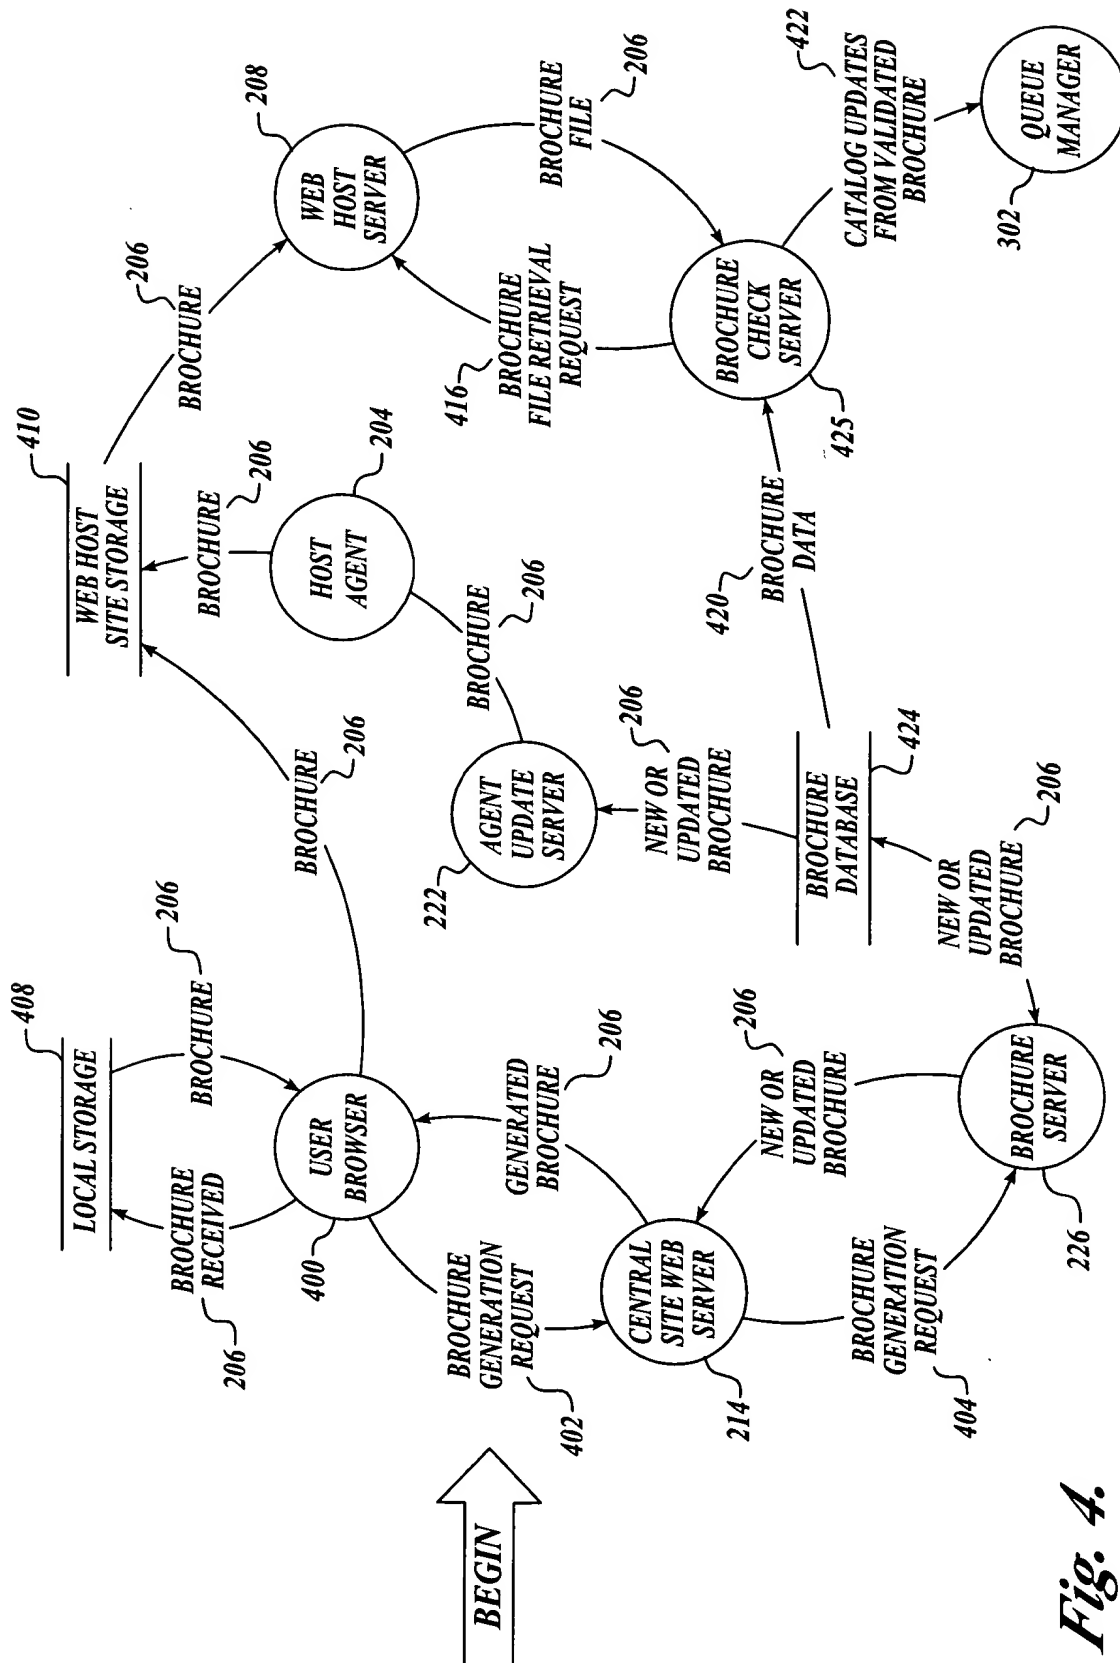 BEGIN
408
LOCAL STORAGE
BROCHURE
RECEIVED
206
BROCHURE
206
USER
BROWSER
400
BROCHURE
GENERATION
REQUEST
402
GENERATED
BROCHURE
206
CENTRAL
SITE WEB
SERVER
214
BROCHURE
GENERATION
REQUEST
404
NEW OR
UPDATED
BROCHURE
206
BROCHURE
SERVER
226
NEW OR
UPDATED
BROCHURE
206
BROCHURE
DATABASE
424
NEW OR
UPDATED
BROCHURE
206
AGENT
UPDATE
SERVER
222
BROCHURE
206
HOST
AGENT
204
BROCHURE
206
BROCHURE
206
410
WEB HOST
SITE STORAGE
BROCHURE
206
WEB
HOST
SERVER
208
416
BROCHURE
FILE RETRIEVAL
REQUEST
BROCHURE
FILE
206
BROCHURE
CHECK
SERVER
425
420
BROCHURE
DATA
422
CATALOG UPDATES
FROM VALIDATED
BROCHURE
QUEUE
MANAGER
302
Fig. 4.